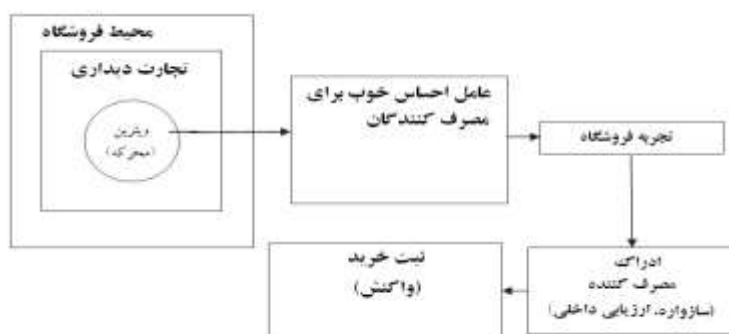 محیط فروشگاه
تجارت دیداری
ویترین
(محرکه)
عامل احساس خوب برای
مصرف کنندگان
تجربه فروشگاه
ادراک
مصرف کننده
(سازواره، ارزیابی داخلی)
نیت خرید
(واکنش)